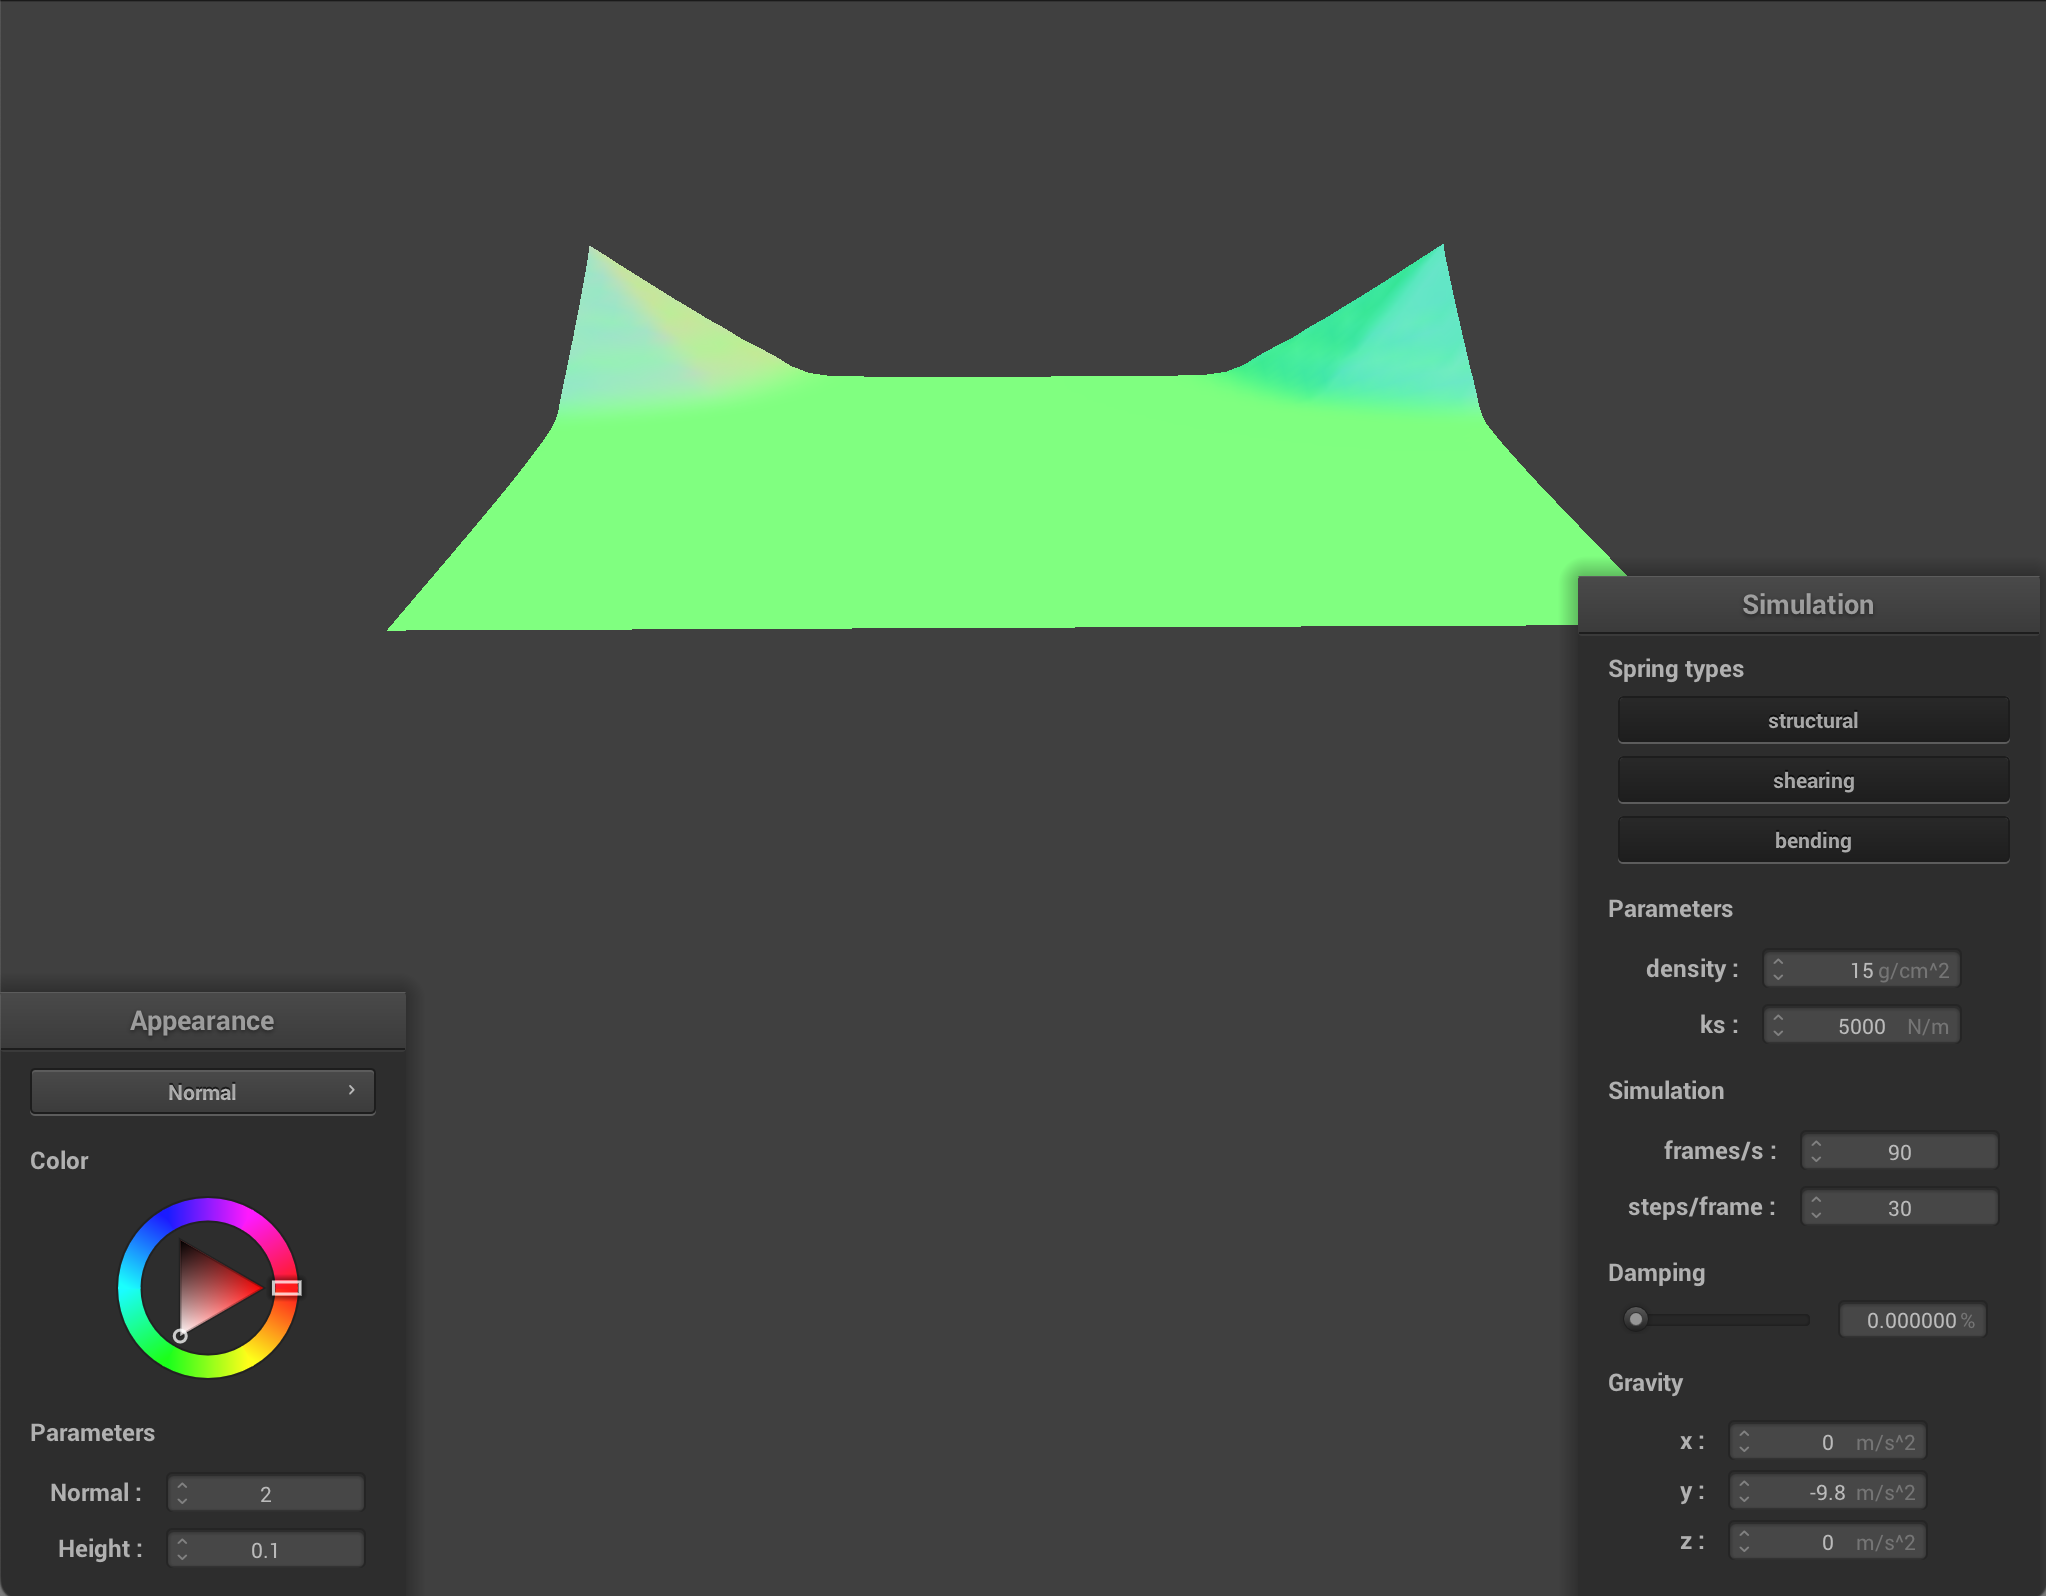 Simulation
Spring types
structural
shearing
bending
Parameters
density : 15 g/cm^2
ks : 5000 N/m
Simulation
frames/s : 90
steps/frame : 30
Damping
0.000000 %
Gravity
x : 0 m/s^2
y : -9.8 m/s^2
z : 0 m/s^2
Appearance
Normal
Color
Parameters
Normal : 2
Height : 0.1